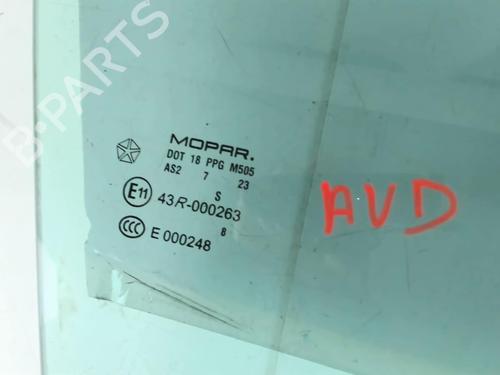 B-PARTS
MOPAR.
DOT 18 PPG M505
AS2 7 23
S
E11 43R-000263
8
CCC E 000248
AVD